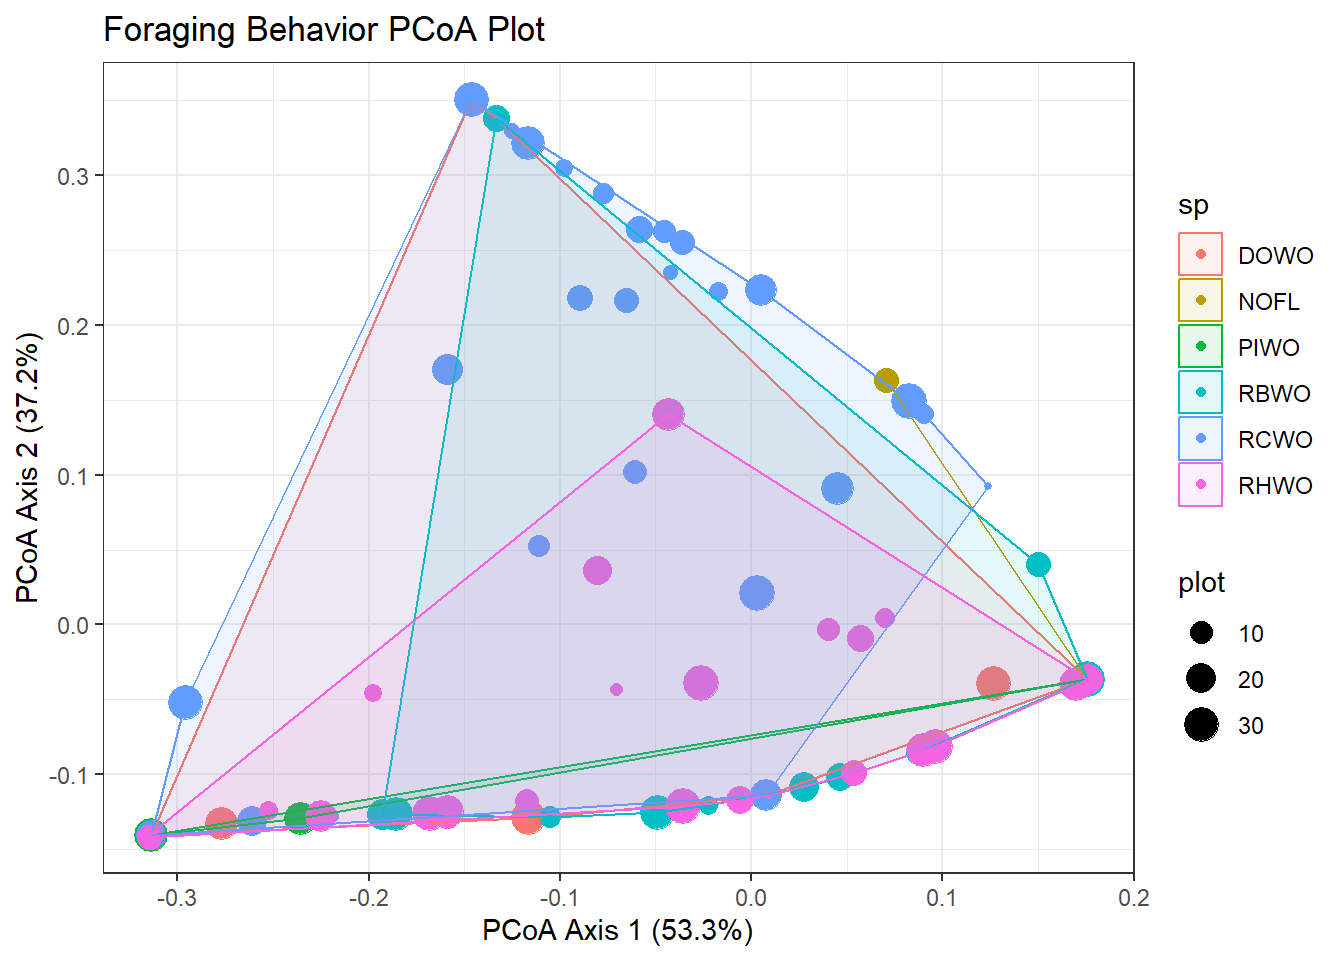 Foraging Behavior PCoA Plot
PCoA Axis 2 (37.2%)
0.3
0.2
0.1
0.0
-0.1
-0.3
-0.2
-0.1
0.0
0.1
0.2
PCoA Axis 1 (53.3%)
sp
DOWO
NOFL
PIWO
RBWO
RCWO
RHWO
plot
10
20
30